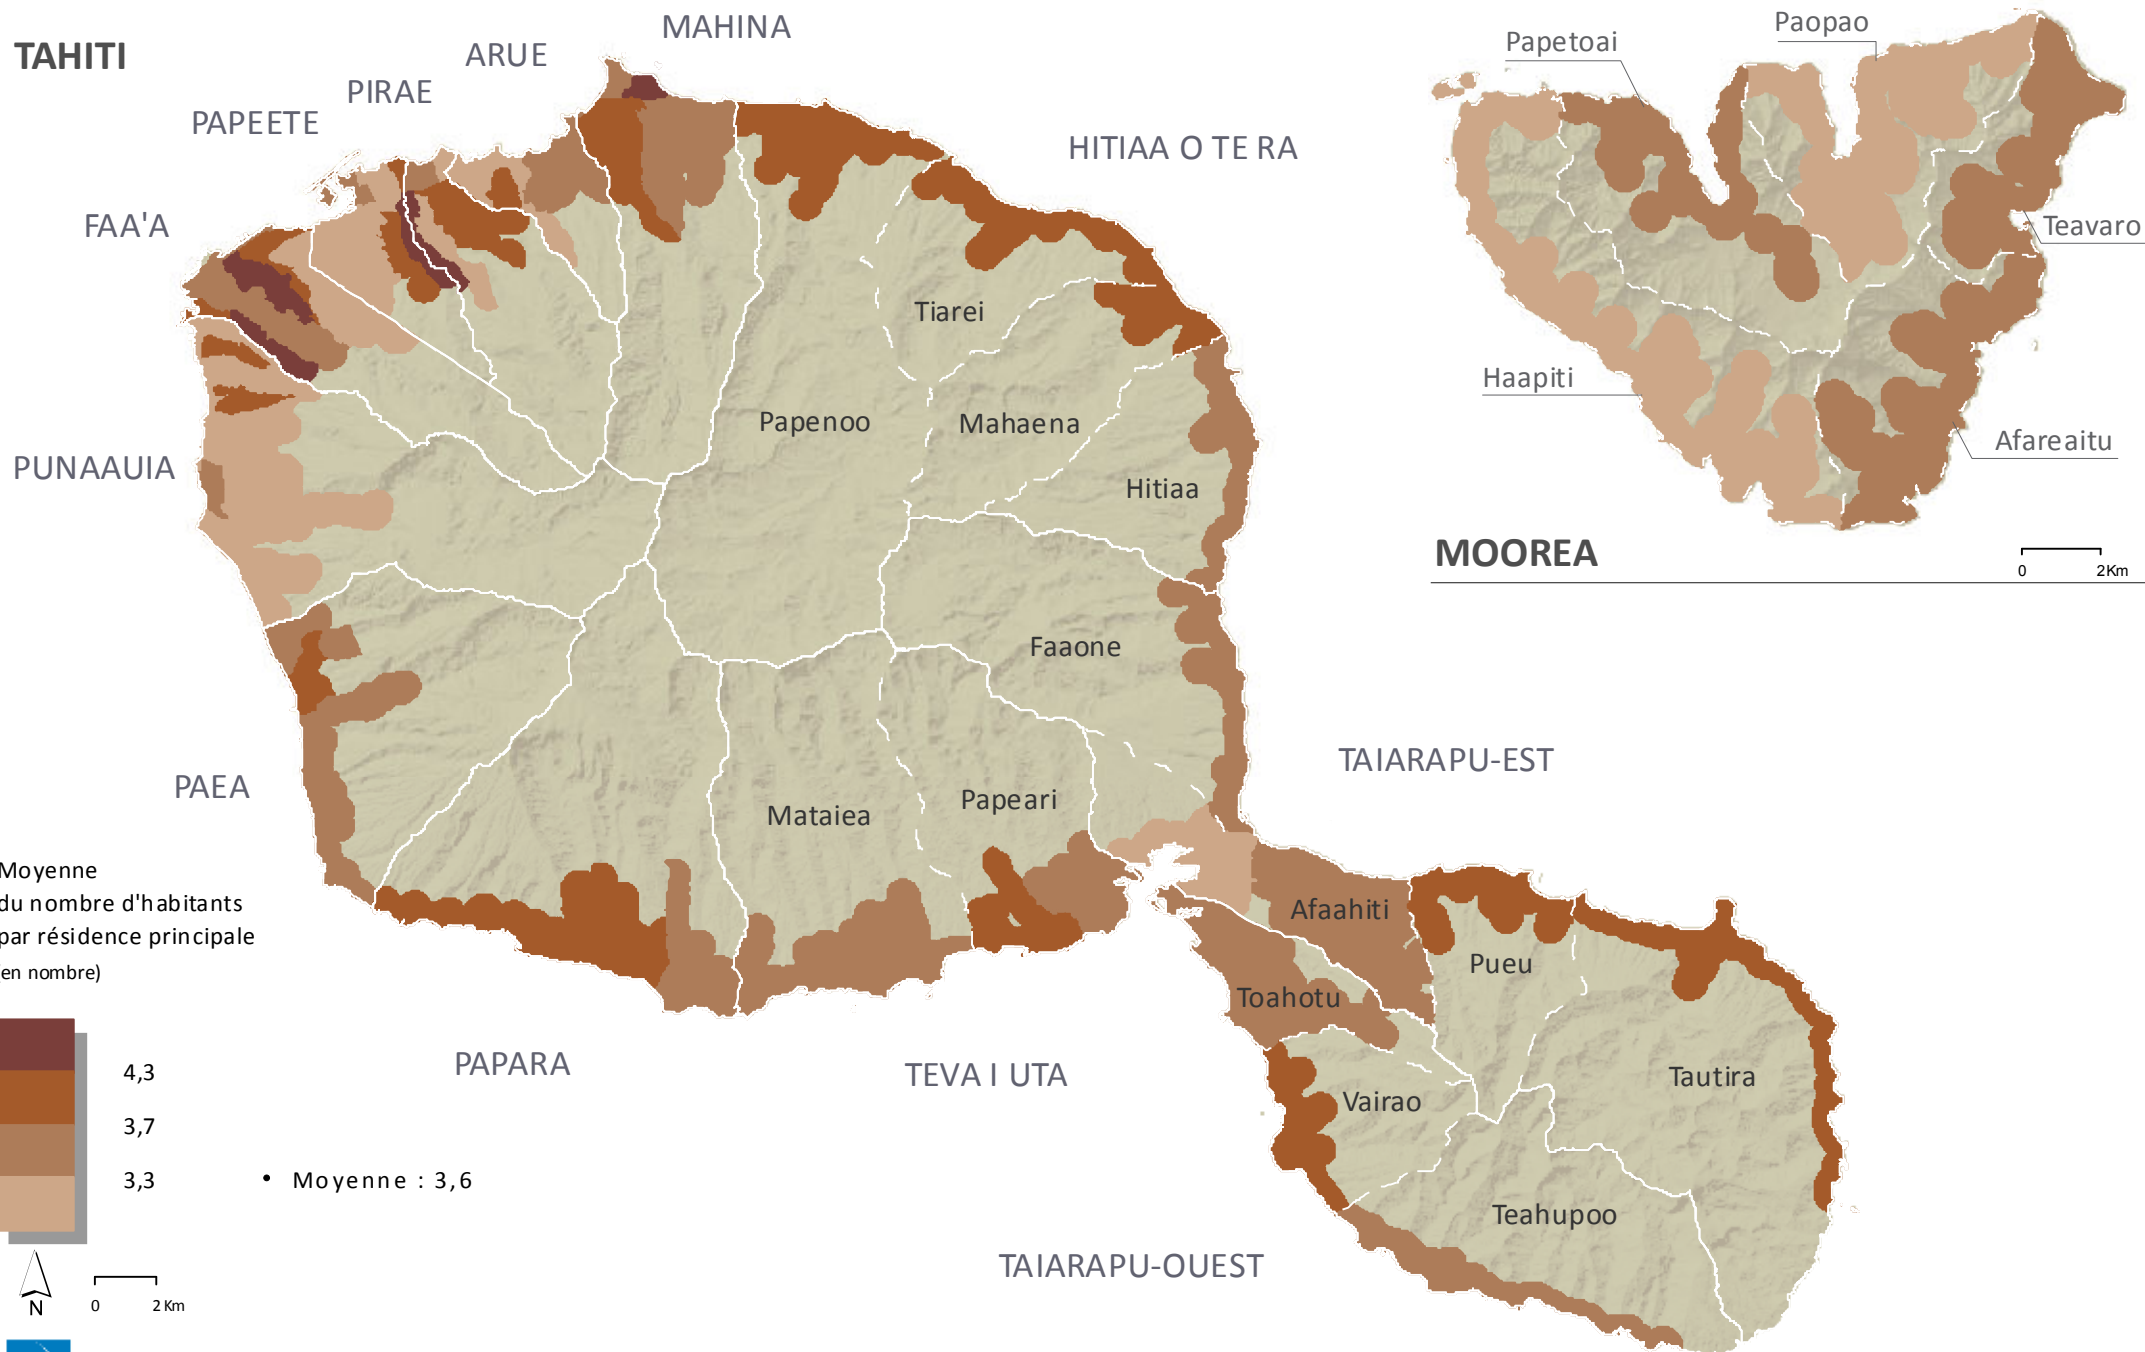 TAHITI
MAHINA
ARUE
PIRAE
PAPEETE
FAA'A
HITIAA O TE RA
PUNAAUIA
PAEA
PAPARA
TEVA I UTA
TAIARAPU-EST
TAIARAPU-OUEST
Tiarei
Papenoo
Mahaena
Hitiaa
Faaone
Mataiea
Papeari
Afaahiti
Pueu
Toahotu
Tautira
Vairao
Teahupoo
Papetoai
Paopao
Teavaro
Haapiti
Afareaitu
MOOREA
0 2Km
Moyenne
du nombre d'habitants
par résidence principale
en nombre)
4,3
3,7
3,3
• Moyenne : 3,6
N
0 2 Km